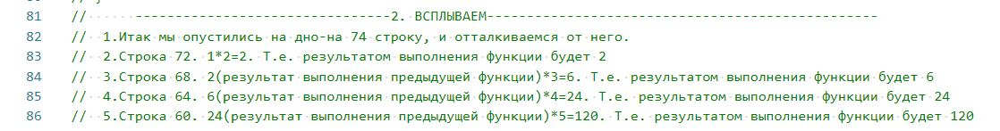 81 // --------------------------------2. ВСПЛЫВАЕМ-------------------------------------------------
82 // 1.Итак мы опустились на дно-на 74 строку, и отталкиваемся от него.
83 // 2.Строка 72. 1*2=2. Т.е. результатом выполнения функции будет 2
84 // 3.Строка 68. 2(результат выполнения предыдущей функции)*3=6. Т.е. результатом выполнения функции будет 6
85 // 4.Строка 64. 6(результат выполнения предыдущей функции)*4=24. Т.е. результатом выполнения функции будет 24
86 // 5.Строка 60. 24(результат выполнения предыдущей функции)*5=120. Т.е. результатом выполнения функции будет 120